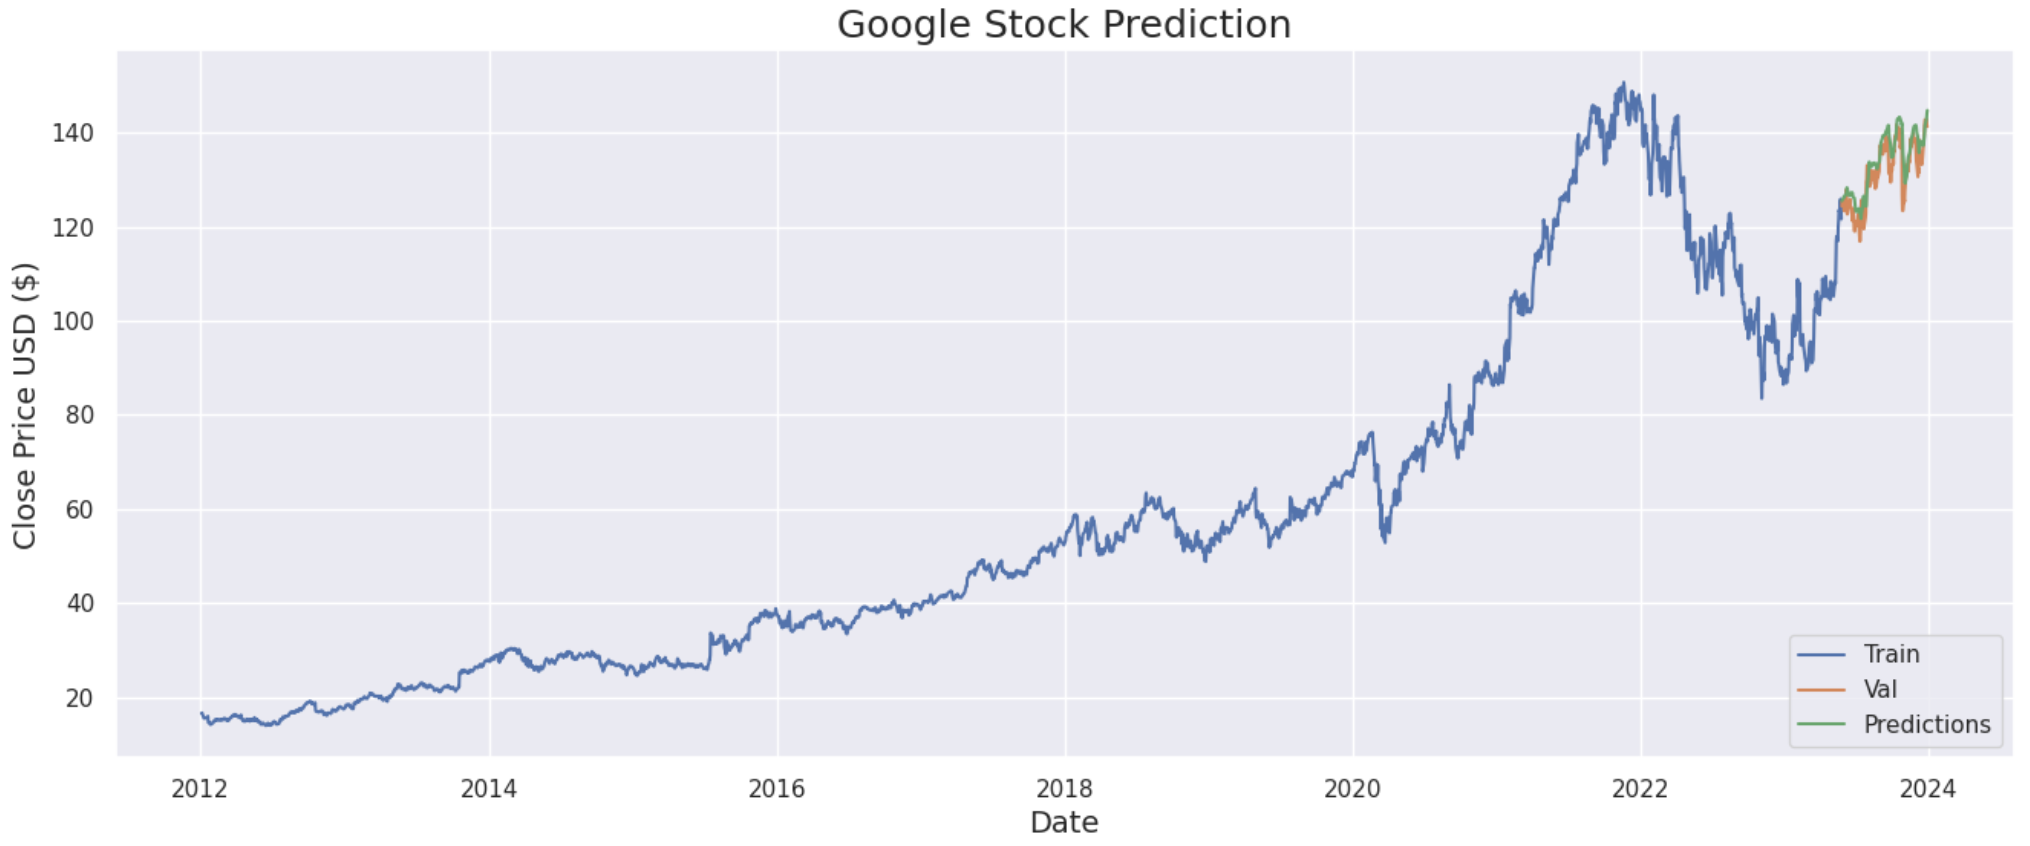 Google Stock Prediction
Close Price USD ($)
140
120
100
80
60
40
20
Train
Val
Predictions
2012 2014 2016 2018 2020 2022 2024
Date